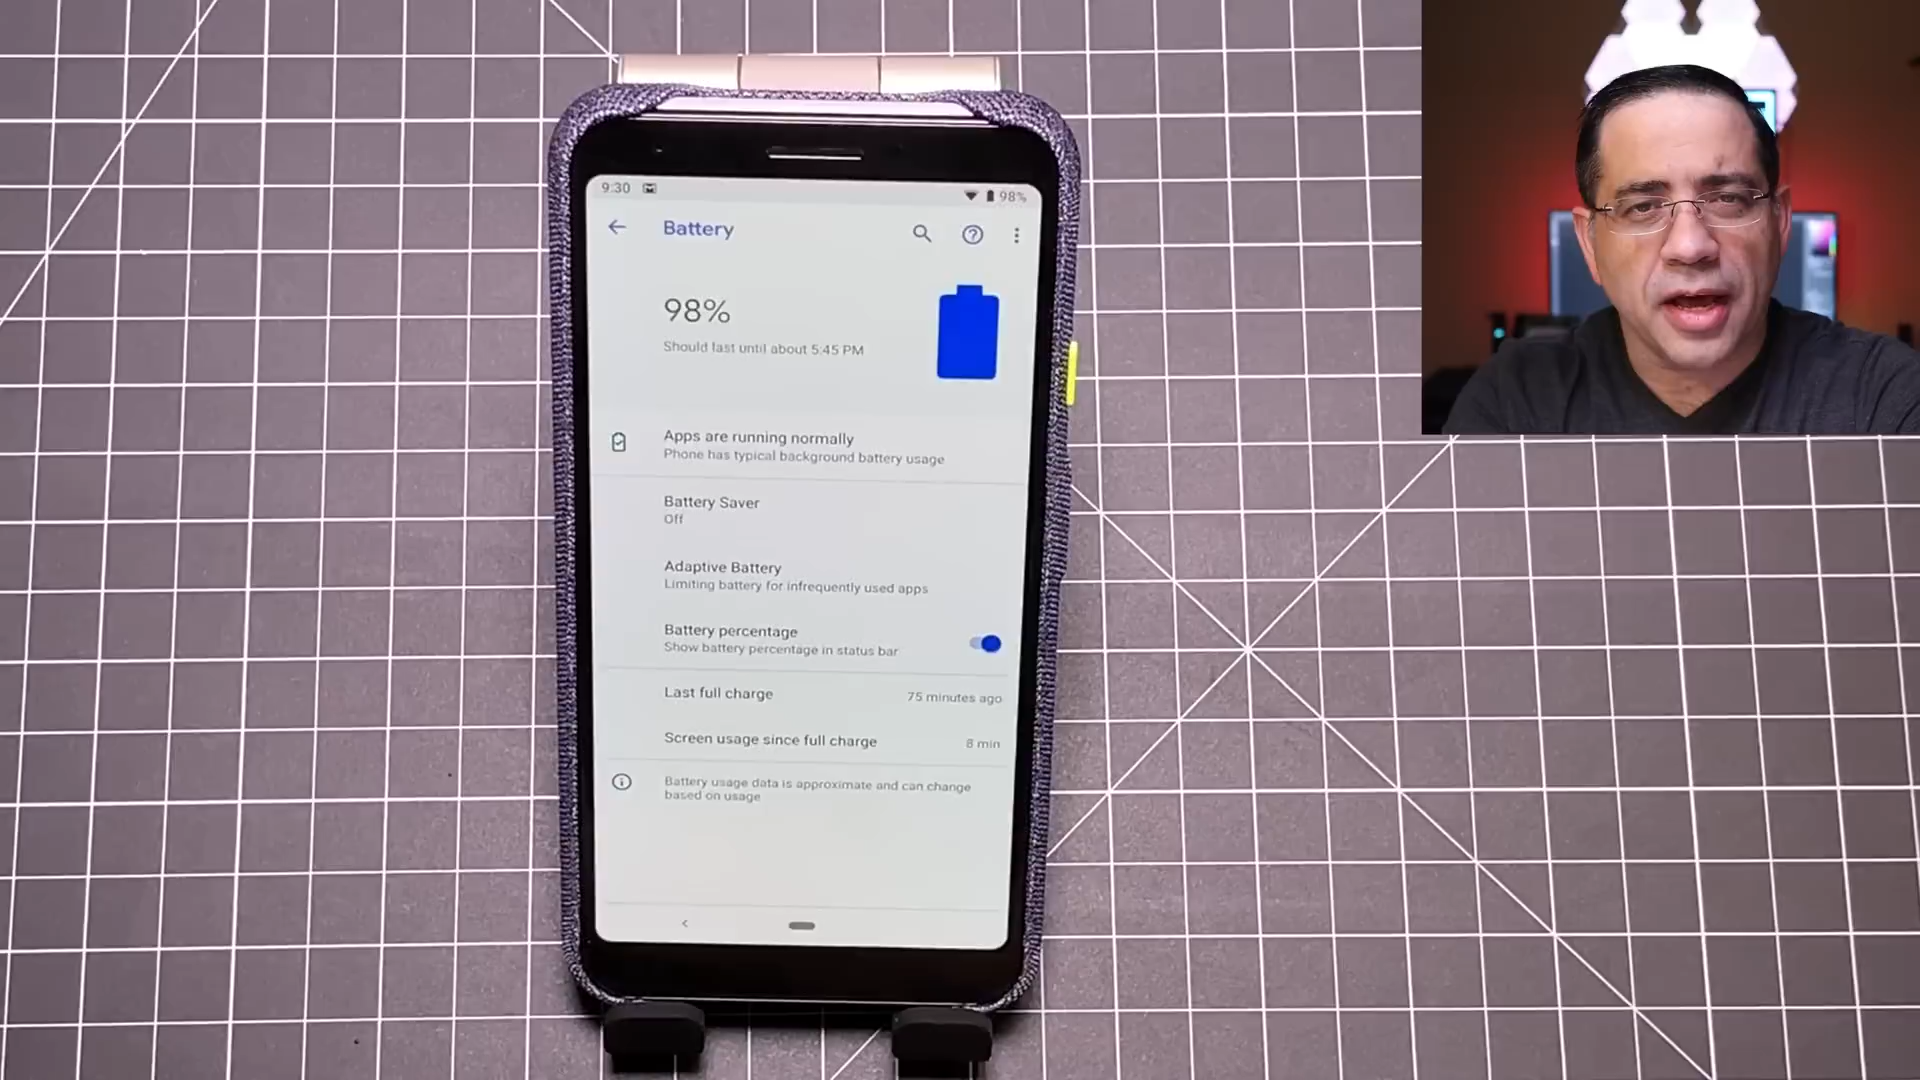 9:30
98%
Battery
98%
Should last until about 5:45 PM
Apps are running normally
Phone has typical background battery usage
Battery Saver
Off
Adaptive Battery
Limiting battery for infrequently used apps
Battery percentage
Show battery percentage in status bar
Last full charge
75 minutes ago
Screen usage since full charge
8 min
Battery usage data is approximate and can change
based on usage